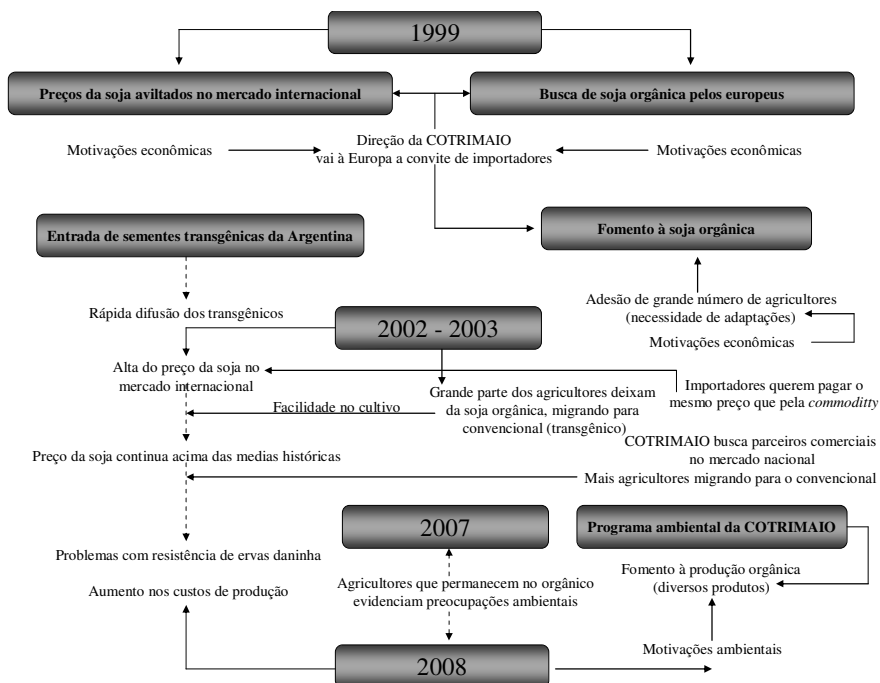 1999
Preços da soja aviltados no mercado internacional
Busca de soja orgânica pelos europeus
Motivações econômicas
Direção da COTRIMAIO
vai à Europa a convite de importadores
Motivações econômicas
Entrada de sementes transgênicas da Argentina
Fomento à soja orgânica
Rápida difusão dos transgênicos
Adesão de grande número de agricultores
(necessidade de adaptações)
2002 - 2003
Motivações econômicas
Alta do preço da soja no
mercado internacional
Importadores querem pagar o
mesmo preço que pela commoditty
Facilidade no cultivo
Grande parte dos agricultores deixam
da soja orgânica, migrando para
convencional (transgênico)
COTRIMAIO busca parceiros comerciais
no mercado nacional
Preço da soja continua acima das medias históricas
Mais agricultores migrando para o convencional
2007
Programa ambiental da COTRIMAIO
Problemas com resistência de ervas daninha
Aumento nos custos de produção
Agricultores que permanecem no orgânico
evidenciam preocupações ambientais
Fomento à produção orgânica
(diversos produtos)
Motivações ambientais
2008